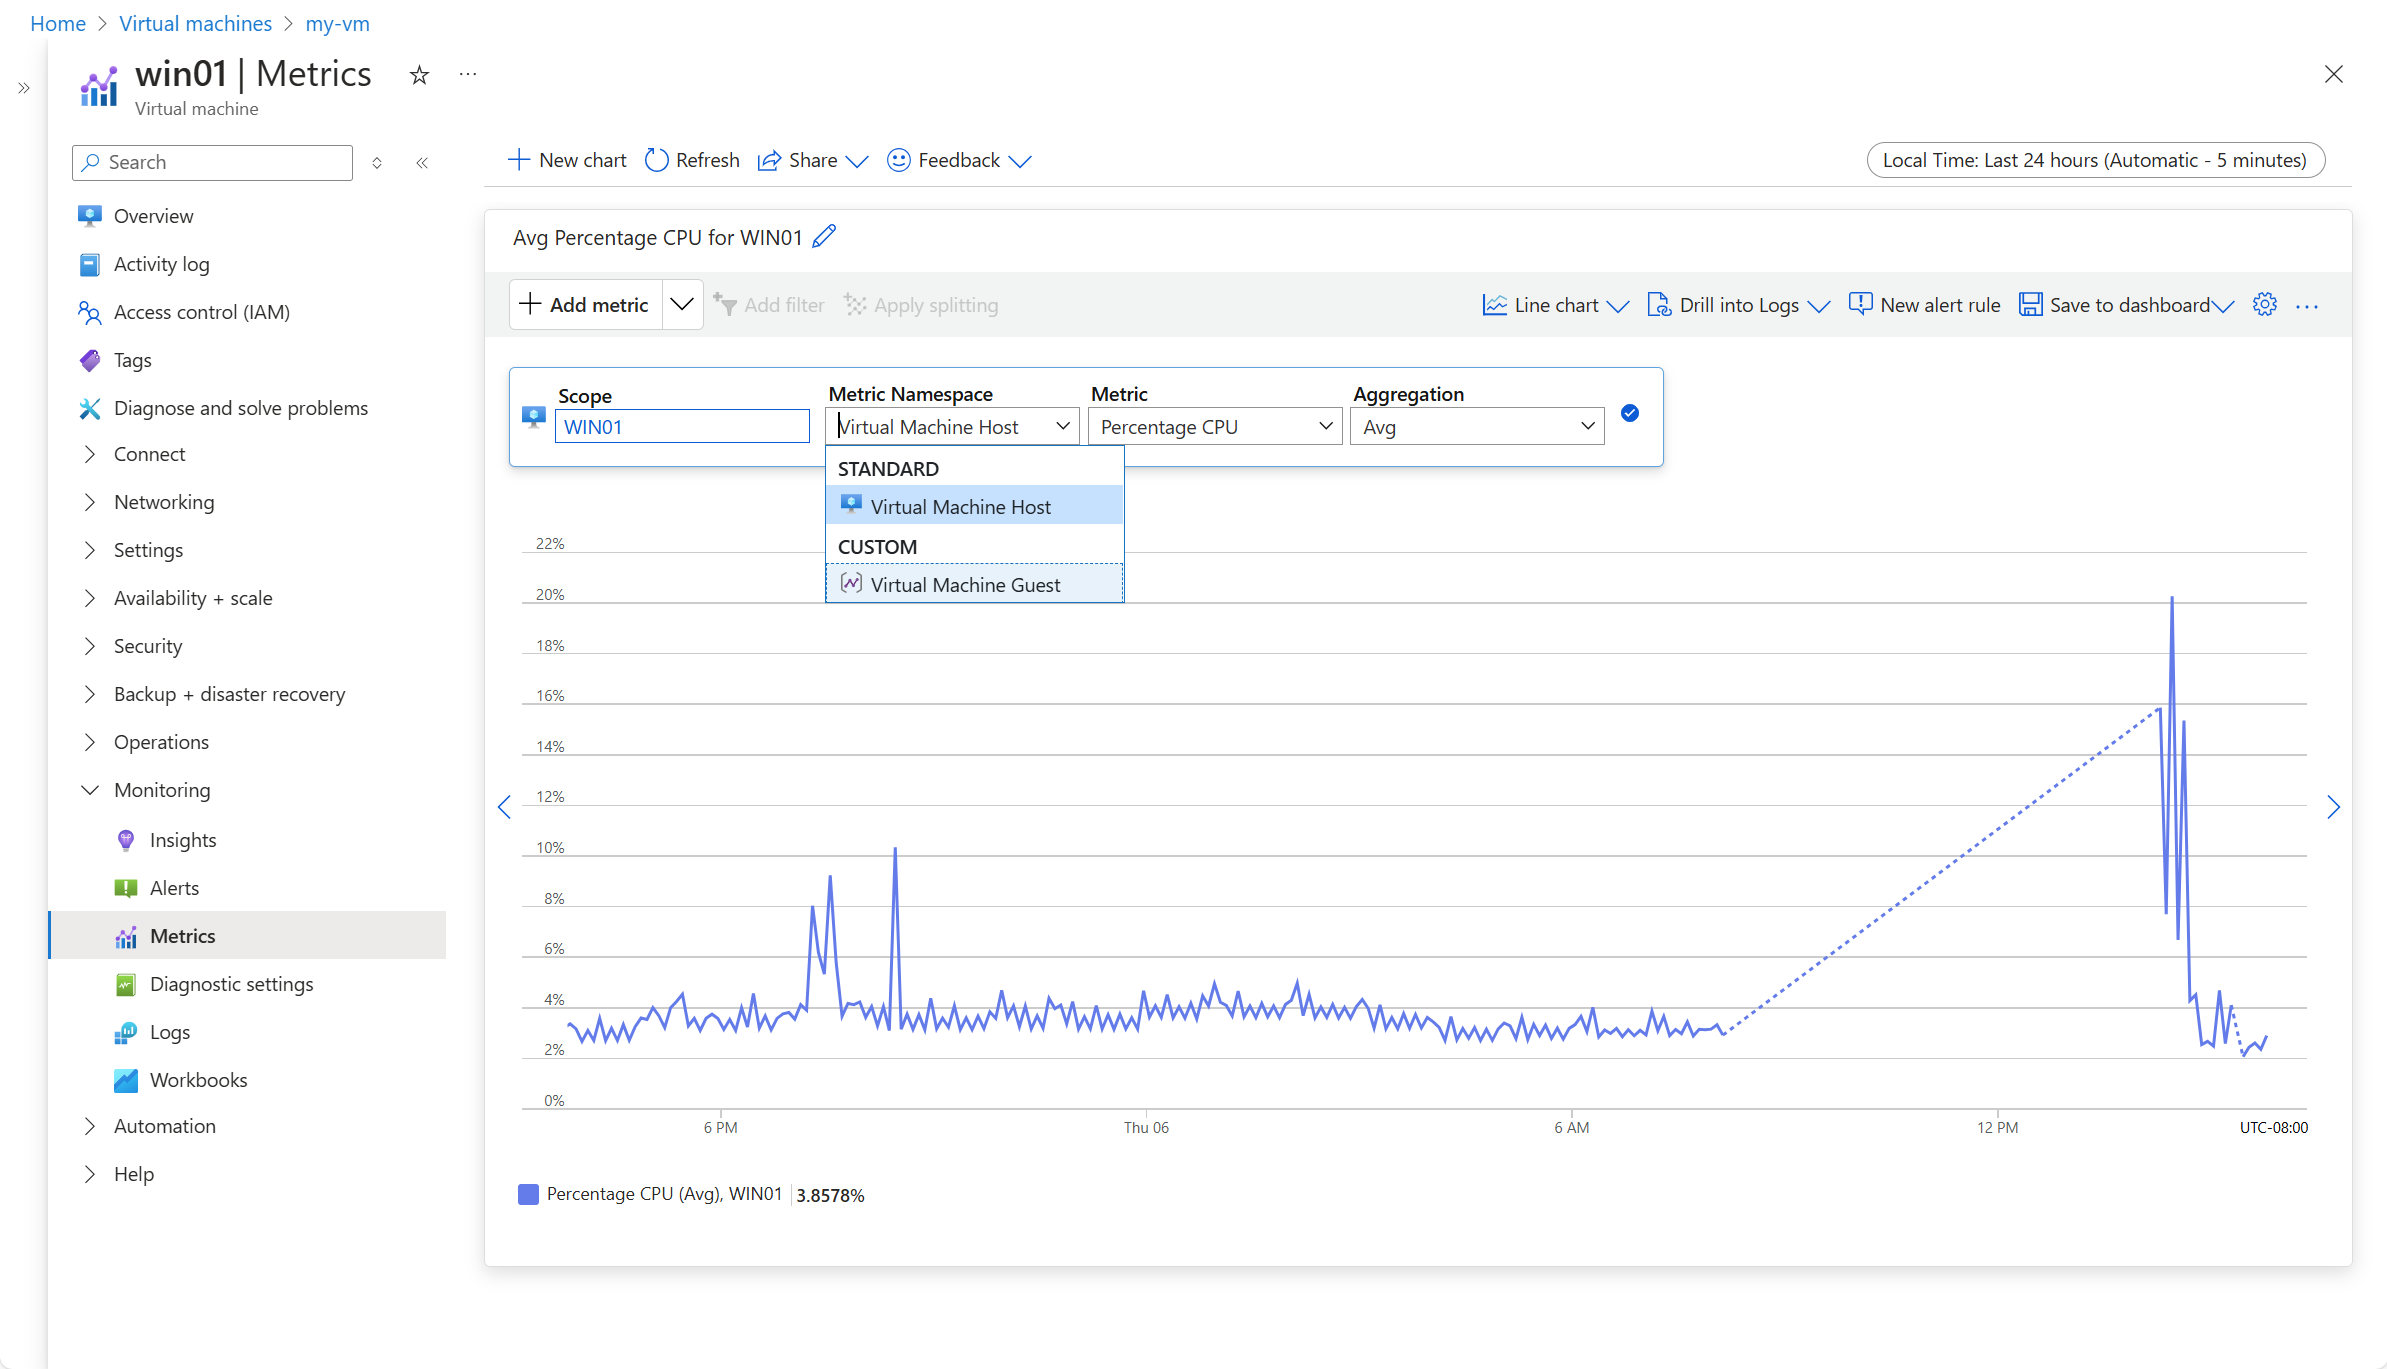 Home > Virtual machines > my-vm
win01 | Metrics
Virtual machine
Search
Overview
Activity log
Access control (IAM)
Tags
Diagnose and solve problems
Connect
Networking
Settings
Availability + scale
Security
Backup + disaster recovery
Operations
Monitoring
Insights
Alerts
Metrics
Diagnostic settings
Logs
Workbooks
Automation
Help
New chart Refresh Share Feedback
Local Time: Last 24 hours (Automatic - 5 minutes)
Avg Percentage CPU for WIN01
Add metric Add filter Apply splitting
Line chart Drill into Logs New alert rule Save to dashboard
Scope Metric Namespace Metric Aggregation
WIN01 Virtual Machine Host Percentage CPU Avg
STANDARD
Virtual Machine Host
CUSTOM
Virtual Machine Guest
22%
20%
18%
16%
14%
12%
10%
8%
6%
4%
2%
0%
6 PM Thu 06 6 AM 12 PM UTC-08:00
Percentage CPU (Avg), WIN01 3.8578%